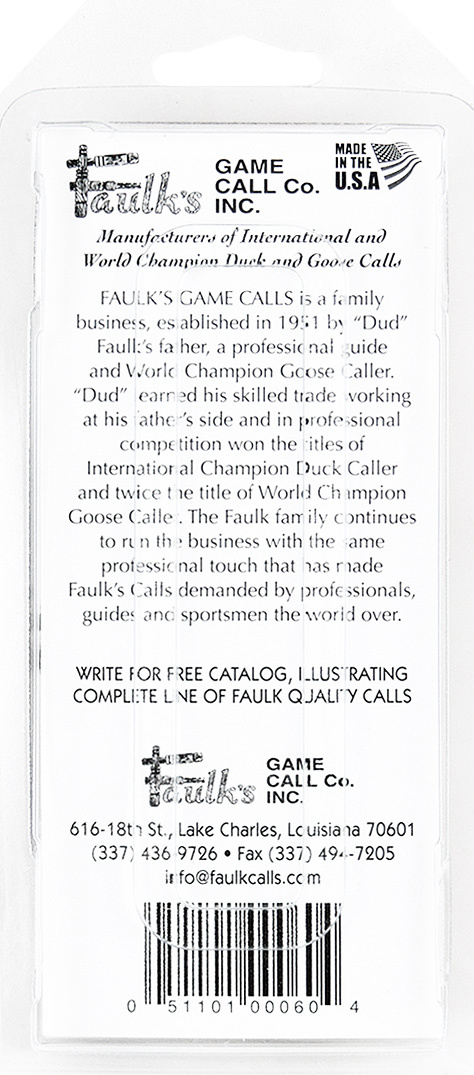 Faulk's GAME CALL Co. INC.
MADE IN THE U.S.A
Manufacturers of International and
World Champion Duck and Goose Calls
FAULK'S GAME CALLS is a family
business, established in 1951 by "Dud"
Faulk's father, a professional guide
and World Champion Goose Caller.
"Dud" learned his skilled trade working
at his father's side and in professional
competition won the titles of
International Champion Duck Caller
and twice the title of World Champion
Goose Caller. The Faulk family continues
to run the business with the same
professional touch that has made
Faulk's Calls demanded by professionals,
guides and sportsmen the world over.
WRITE FOR FREE CATALOG, ILLUSTRATING
COMPLETE LINE OF FAULK QUALITY CALLS
Faulk's GAME CALL Co. INC.
616-18th St., Lake Charles, Louisiana 70601
(337) 436-9726 • Fax (337) 494-7205
info@faulkcalls.com
0 51101 00060 4